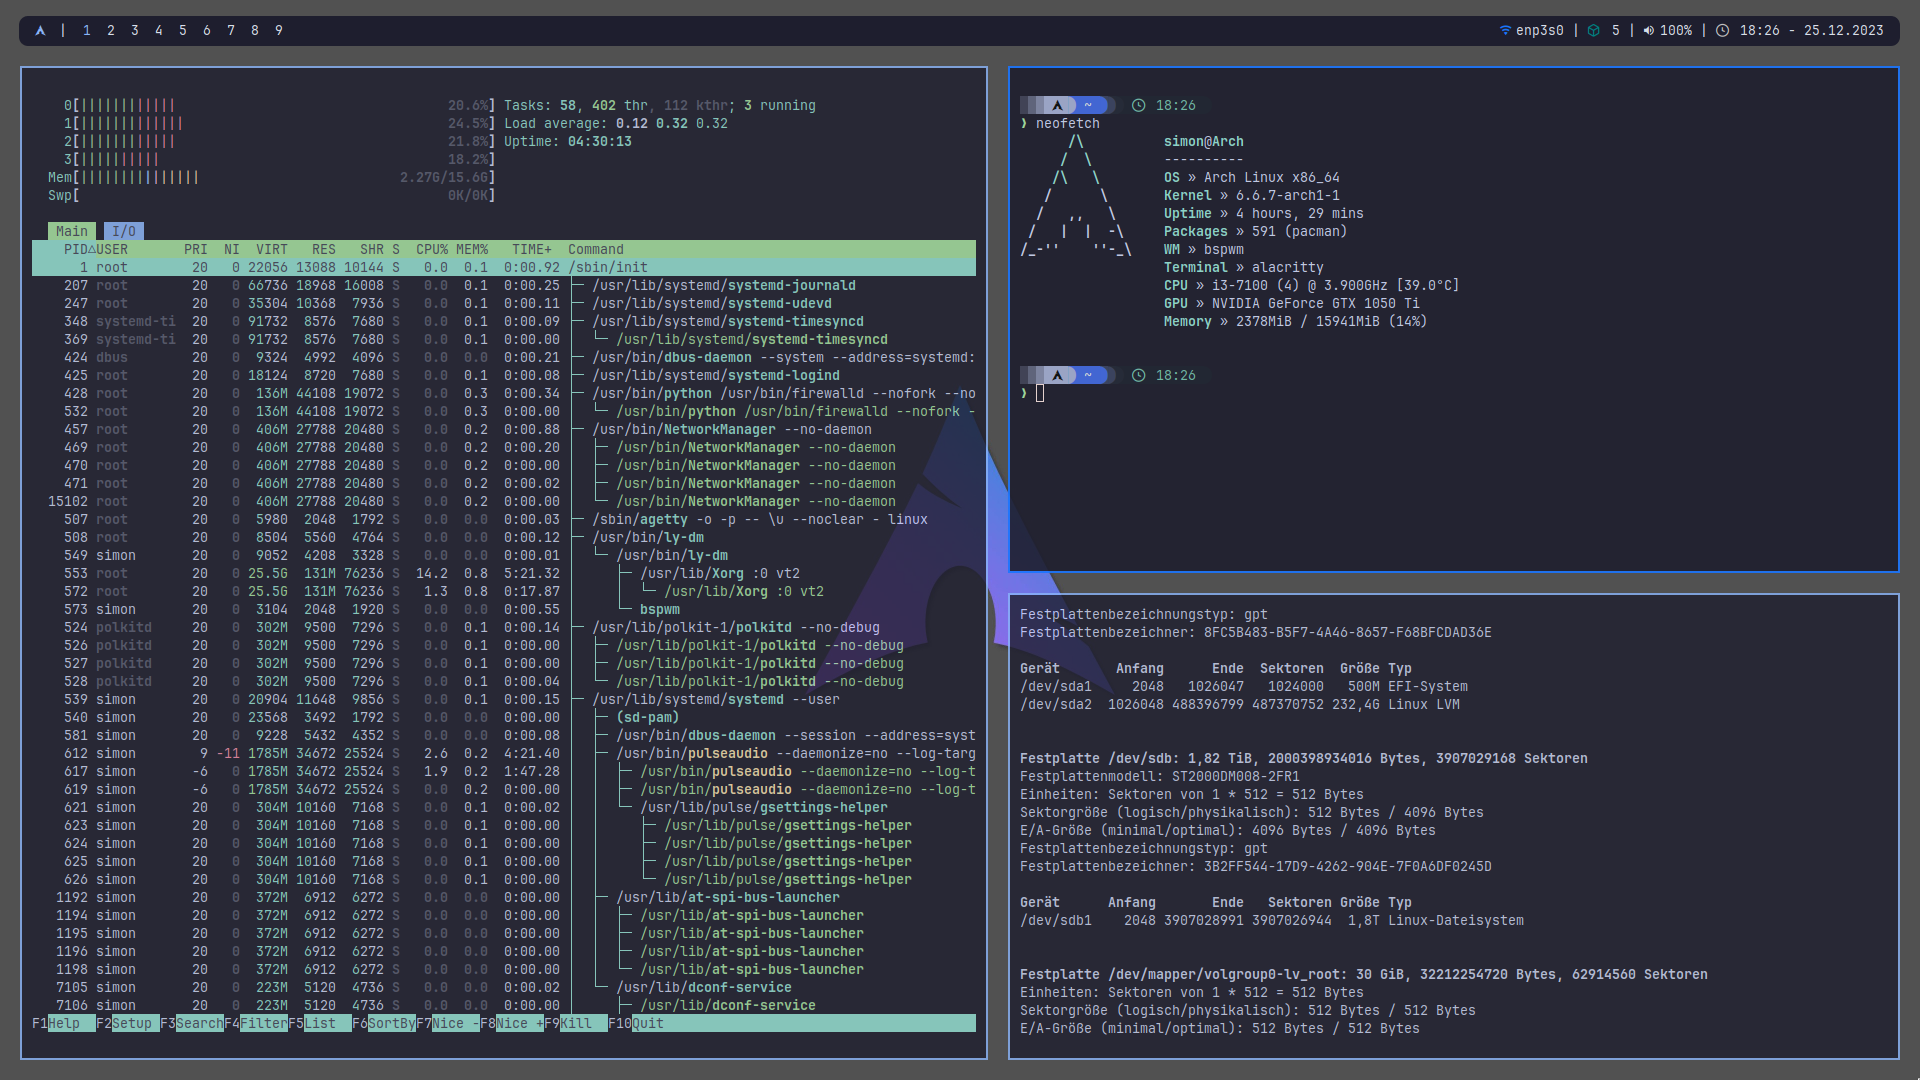 | 1 2 3 4 5 6 7 8 9
enp3s0 | 5 | 100% | 18:26 - 25.12.2023
0[||||||||||||                                  20.6%] Tasks: 58, 402 thr, 112 kthr; 3 running
1[|||||||||||||                                 24.5%] Load average: 0.12 0.32 0.32
2[||||||||||||                                  21.8%] Uptime: 04:30:13
3[||||||||||                                    18.2%]
Mem[|||||||||||||||                         2.27G/15.6G]
Swp[                                              0K/0K]
Main I/O
PID△USER PRI NI VIRT RES SHR S CPU% MEM% TIME+ Command
1 root 20 0 22056 13088 10144 S 0.0 0.1 0:00.92 /sbin/init
207 root 20 0 66736 18968 16008 S 0.0 0.1 0:00.25 ├─ /usr/lib/systemd/systemd-journald
247 root 20 0 35304 10368 7936 S 0.0 0.1 0:00.11 ├─ /usr/lib/systemd/systemd-udevd
348 systemd-ti 20 0 91732 8576 7680 S 0.0 0.1 0:00.09 ├─ /usr/lib/systemd/systemd-timesyncd
369 systemd-ti 20 0 91732 8576 7680 S 0.0 0.1 0:00.00 │ └─ /usr/lib/systemd/systemd-timesyncd
424 dbus 20 0 9324 4992 4096 S 0.0 0.0 0:00.21 ├─ /usr/bin/dbus-daemon --system --address=systemd:
425 root 20 0 18124 8720 7680 S 0.0 0.1 0:00.08 ├─ /usr/lib/systemd/systemd-logind
428 root 20 0 136M 44108 19072 S 0.0 0.3 0:00.34 ├─ /usr/bin/python /usr/bin/firewalld --nofork --no
532 root 20 0 136M 44108 19072 S 0.0 0.3 0:00.00 │ └─ /usr/bin/python /usr/bin/firewalld --nofork -
457 root 20 0 406M 27788 20480 S 0.0 0.2 0:00.88 ├─ /usr/bin/NetworkManager --no-daemon
469 root 20 0 406M 27788 20480 S 0.0 0.2 0:00.20 │ ├─ /usr/bin/NetworkManager --no-daemon
470 root 20 0 406M 27788 20480 S 0.0 0.2 0:00.00 │ ├─ /usr/bin/NetworkManager --no-daemon
471 root 20 0 406M 27788 20480 S 0.0 0.2 0:00.02 │ ├─ /usr/bin/NetworkManager --no-daemon
15102 root 20 0 406M 27788 20480 S 0.0 0.2 0:00.00 │ └─ /usr/bin/NetworkManager --no-daemon
507 root 20 0 5980 2048 1792 S 0.0 0.0 0:00.03 ├─ /sbin/agetty -o -p -- \u --noclear - linux
508 root 20 0 8504 5560 4764 S 0.0 0.0 0:00.12 ├─ /usr/bin/ly-dm
549 simon 20 0 9052 4208 3328 S 0.0 0.0 0:00.01 │ └─ /usr/bin/ly-dm
553 root 20 0 25.5G 131M 76236 S 14.2 0.8 5:21.32 │ ├─ /usr/lib/Xorg :0 vt2
572 root 20 0 25.5G 131M 76236 S 1.3 0.8 0:17.87 │ │ └─ /usr/lib/Xorg :0 vt2
573 simon 20 0 3104 2048 1920 S 0.0 0.0 0:00.55 │ └─ bspwm
524 polkitd 20 0 302M 9500 7296 S 0.0 0.1 0:00.14 ├─ /usr/lib/polkit-1/polkitd --no-debug
526 polkitd 20 0 302M 9500 7296 S 0.0 0.1 0:00.00 │ ├─ /usr/lib/polkit-1/polkitd --no-debug
527 polkitd 20 0 302M 9500 7296 S 0.0 0.1 0:00.00 │ ├─ /usr/lib/polkit-1/polkitd --no-debug
528 polkitd 20 0 302M 9500 7296 S 0.0 0.1 0:00.04 │ └─ /usr/lib/polkit-1/polkitd --no-debug
539 simon 20 0 20904 11648 9856 S 0.0 0.1 0:00.15 ├─ /usr/lib/systemd/systemd --user
540 simon 20 0 23568 3492 1792 S 0.0 0.0 0:00.00 │ ├─ (sd-pam)
581 simon 20 0 9228 5432 4352 S 0.0 0.0 0:00.08 │ ├─ /usr/bin/dbus-daemon --session --address=syst
612 simon 9 -11 1785M 34672 25524 S 2.6 0.2 4:21.40 │ ├─ /usr/bin/pulseaudio --daemonize=no --log-targ
617 simon -6 0 1785M 34672 25524 S 1.9 0.2 1:47.28 │ │ ├─ /usr/bin/pulseaudio --daemonize=no --log-t
619 simon -6 0 1785M 34672 25524 S 0.0 0.2 0:00.00 │ │ ├─ /usr/bin/pulseaudio --daemonize=no --log-t
621 simon 20 0 304M 10160 7168 S 0.0 0.1 0:00.02 │ │ └─ /usr/lib/pulse/gsettings-helper
623 simon 20 0 304M 10160 7168 S 0.0 0.1 0:00.00 │ │ ├─ /usr/lib/pulse/gsettings-helper
624 simon 20 0 304M 10160 7168 S 0.0 0.1 0:00.00 │ │ ├─ /usr/lib/pulse/gsettings-helper
625 simon 20 0 304M 10160 7168 S 0.0 0.1 0:00.00 │ │ ├─ /usr/lib/pulse/gsettings-helper
626 simon 20 0 304M 10160 7168 S 0.0 0.1 0:00.00 │ │ └─ /usr/lib/pulse/gsettings-helper
1192 simon 20 0 372M 6912 6272 S 0.0 0.0 0:00.00 │ ├─ /usr/lib/at-spi-bus-launcher
1194 simon 20 0 372M 6912 6272 S 0.0 0.0 0:00.00 │ │ ├─ /usr/lib/at-spi-bus-launcher
1195 simon 20 0 372M 6912 6272 S 0.0 0.0 0:00.00 │ │ ├─ /usr/lib/at-spi-bus-launcher
1196 simon 20 0 372M 6912 6272 S 0.0 0.0 0:00.00 │ │ ├─ /usr/lib/at-spi-bus-launcher
1198 simon 20 0 372M 6912 6272 S 0.0 0.0 0:00.00 │ │ └─ /usr/lib/at-spi-bus-launcher
7105 simon 20 0 223M 5120 4736 S 0.0 0.0 0:00.02 │ └─ /usr/lib/dconf-service
7106 simon 20 0 223M 5120 4736 S 0.0 0.0 0:00.00 │ ├─ /usr/lib/dconf-service
F1Help F2Setup F3SearchF4FilterF5List F6SortByF7Nice -F8Nice +F9Kill F10Quit
~ 18:26
❯ neofetch
      /\          simon@Arch
     /  \         ----------
    /\   \        OS » Arch Linux x86_64
   /      \       Kernel » 6.6.7-arch1-1
  /   ,,   \      Uptime » 4 hours, 29 mins
 /   |  |  -\     Packages » 591 (pacman)
/_-''    ''-_\    WM » bspwm
Terminal » alacritty
CPU » i3-7100 (4) @ 3.900GHz [39.0°C]
GPU » NVIDIA GeForce GTX 1050 Ti
Memory » 2378MiB / 15941MiB (14%)
~ 18:26
❯
Festplattenbezeichnungstyp: gpt
Festplattenbezeichner: 8FC5B483-B5F7-4A46-8657-F68BFCDAD36E
Gerät Anfang Ende Sektoren Größe Typ
/dev/sda1 2048 1026047 1024000 500M EFI-System
/dev/sda2 1026048 488396799 487370752 232,4G Linux LVM
Festplatte /dev/sdb: 1,82 TiB, 2000398934016 Bytes, 3907029168 Sektoren
Festplattenmodell: ST2000DM008-2FR1
Einheiten: Sektoren von 1 * 512 = 512 Bytes
Sektorgröße (logisch/physikalisch): 512 Bytes / 4096 Bytes
E/A-Größe (minimal/optimal): 4096 Bytes / 4096 Bytes
Festplattenbezeichnungstyp: gpt
Festplattenbezeichner: 3B2FF544-17D9-4262-904E-7F0A6DF0245D
Gerät Anfang Ende Sektoren Größe Typ
/dev/sdb1 2048 3907028991 3907026944 1,8T Linux-Dateisystem
Festplatte /dev/mapper/volgroup0-lv_root: 30 GiB, 32212254720 Bytes, 62914560 Sektoren
Einheiten: Sektoren von 1 * 512 = 512 Bytes
Sektorgröße (logisch/physikalisch): 512 Bytes / 512 Bytes
E/A-Größe (minimal/optimal): 512 Bytes / 512 Bytes